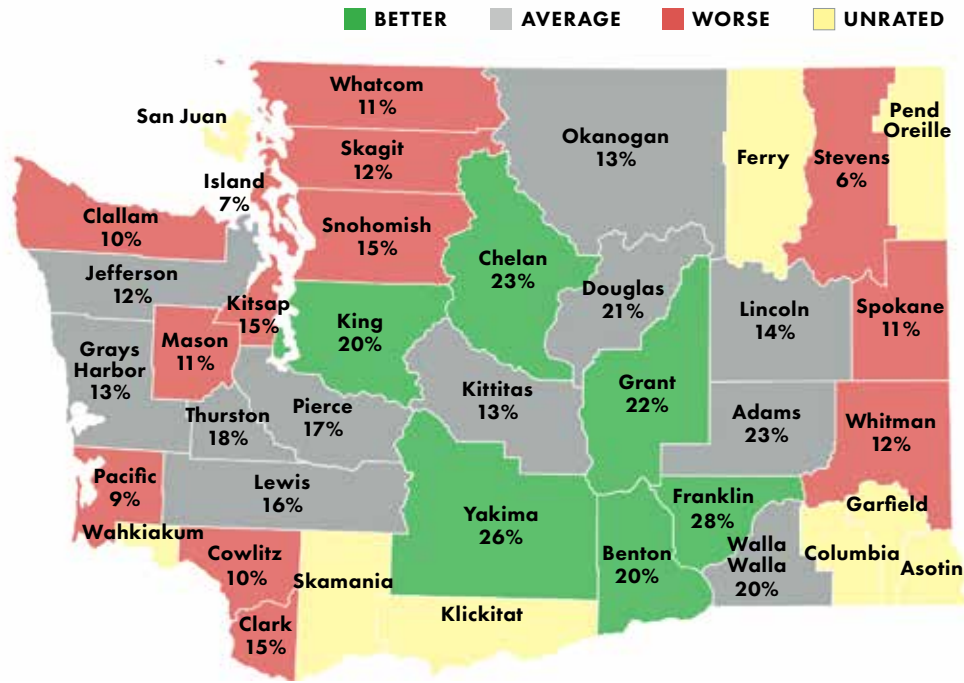 BETTER AVERAGE WORSE UNRATED
Whatcom
11%
San Juan
Okanogan
13%
Pend
Oreille
Ferry
Stevens
6%
Skagit
12%
Island
7%
Clallam
10%
Snohomish
15%
Chelan
23%
Jefferson
12%
Douglas
21%
Kitsap
15%
Lincoln
14%
Spokane
11%
King
20%
Mason
11%
Grays
Harbor
13%
Kittitas
13%
Grant
22%
Thurston
18%
Pierce
17%
Adams
23%
Whitman
12%
Pacific
9%
Lewis
16%
Franklin
28%
Garfield
Yakima
26%
Wahkiakum
Walla
Walla
20%
Columbia
Asotin
Cowlitz
10%
Skamania
Benton
20%
Klickitat
Clark
15%